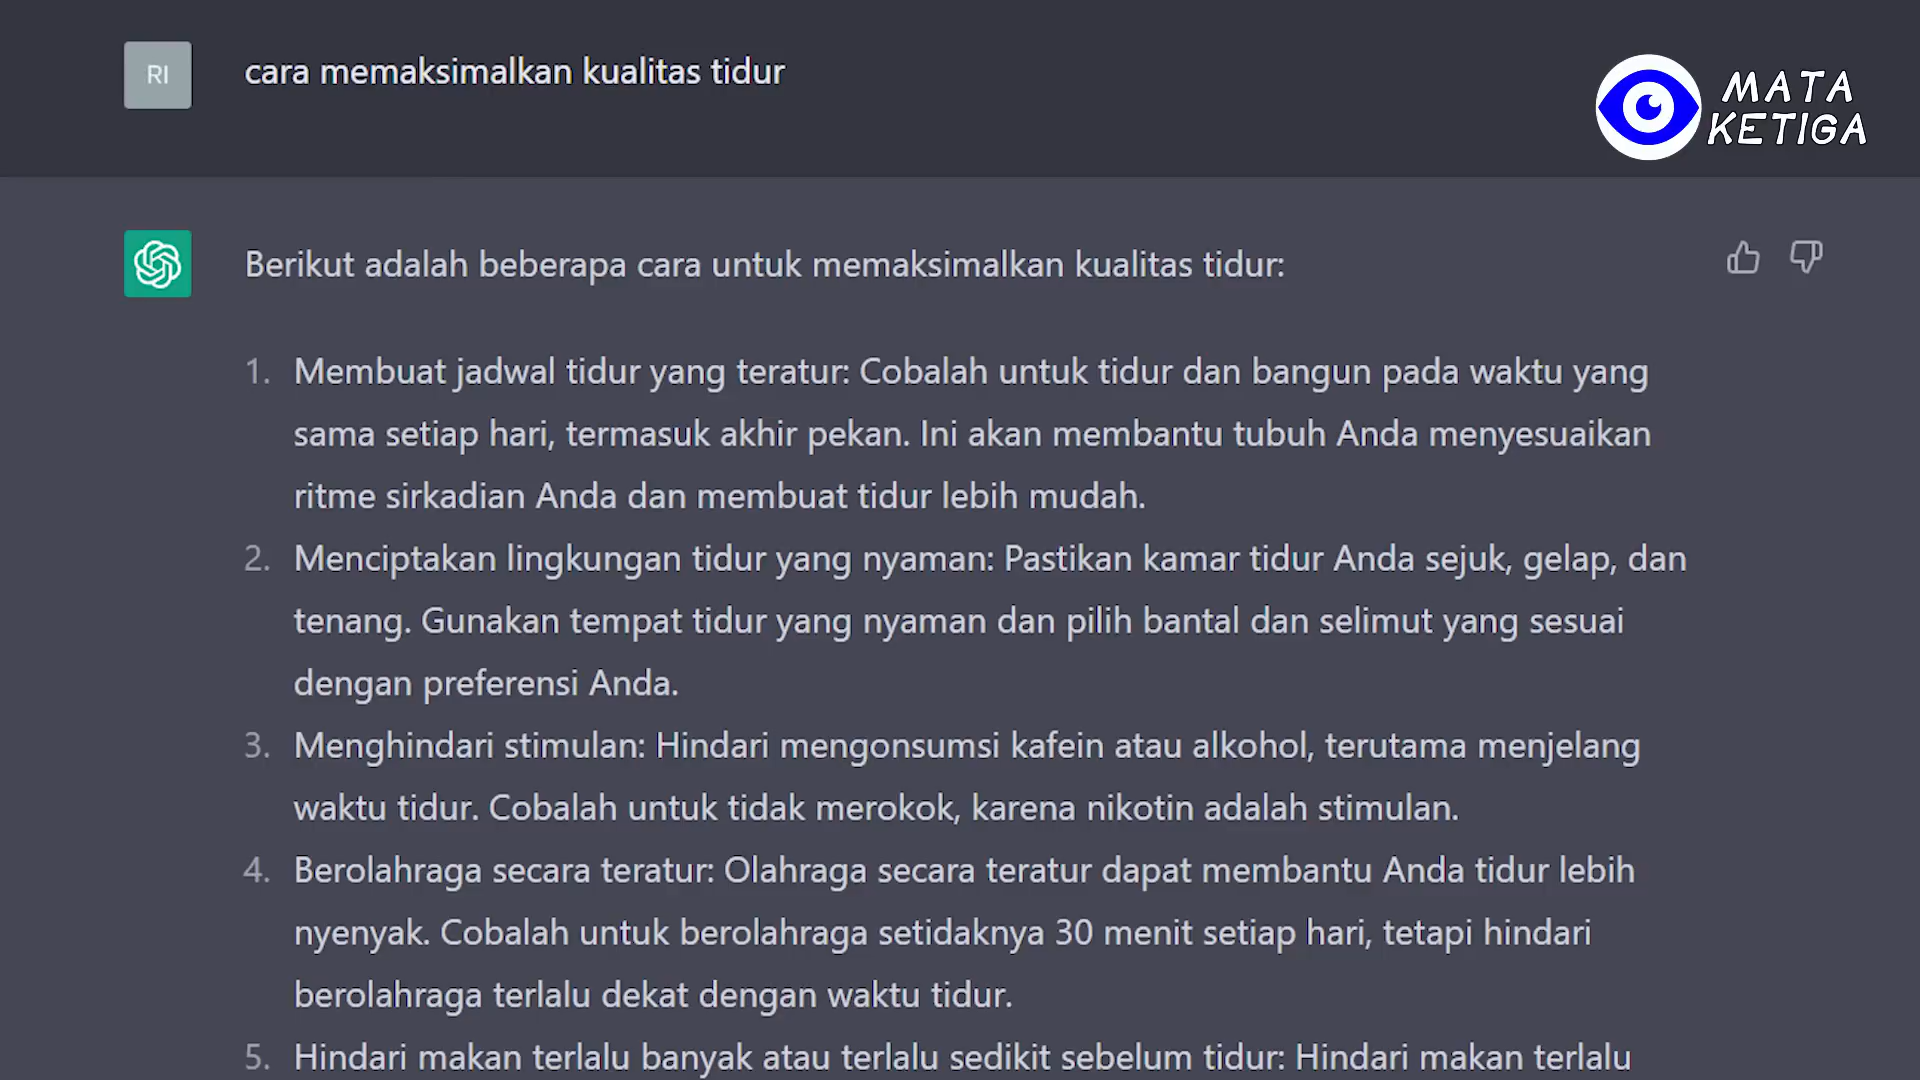 RI
cara memaksimalkan kualitas tidur
MATA
KETIGA
Berikut adalah beberapa cara untuk memaksimalkan kualitas tidur:
1. Membuat jadwal tidur yang teratur: Cobalah untuk tidur dan bangun pada waktu yang
sama setiap hari, termasuk akhir pekan. Ini akan membantu tubuh Anda menyesuaikan
ritme sirkadian Anda dan membuat tidur lebih mudah.
2. Menciptakan lingkungan tidur yang nyaman: Pastikan kamar tidur Anda sejuk, gelap, dan
tenang. Gunakan tempat tidur yang nyaman dan pilih bantal dan selimut yang sesuai
dengan preferensi Anda.
3. Menghindari stimulan: Hindari mengonsumsi kafein atau alkohol, terutama menjelang
waktu tidur. Cobalah untuk tidak merokok, karena nikotin adalah stimulan.
4. Berolahraga secara teratur: Olahraga secara teratur dapat membantu Anda tidur lebih
nyenyak. Cobalah untuk berolahraga setidaknya 30 menit setiap hari, tetapi hindari
berolahraga terlalu dekat dengan waktu tidur.
5. Hindari makan terlalu banyak atau terlalu sedikit sebelum tidur: Hindari makan terlalu